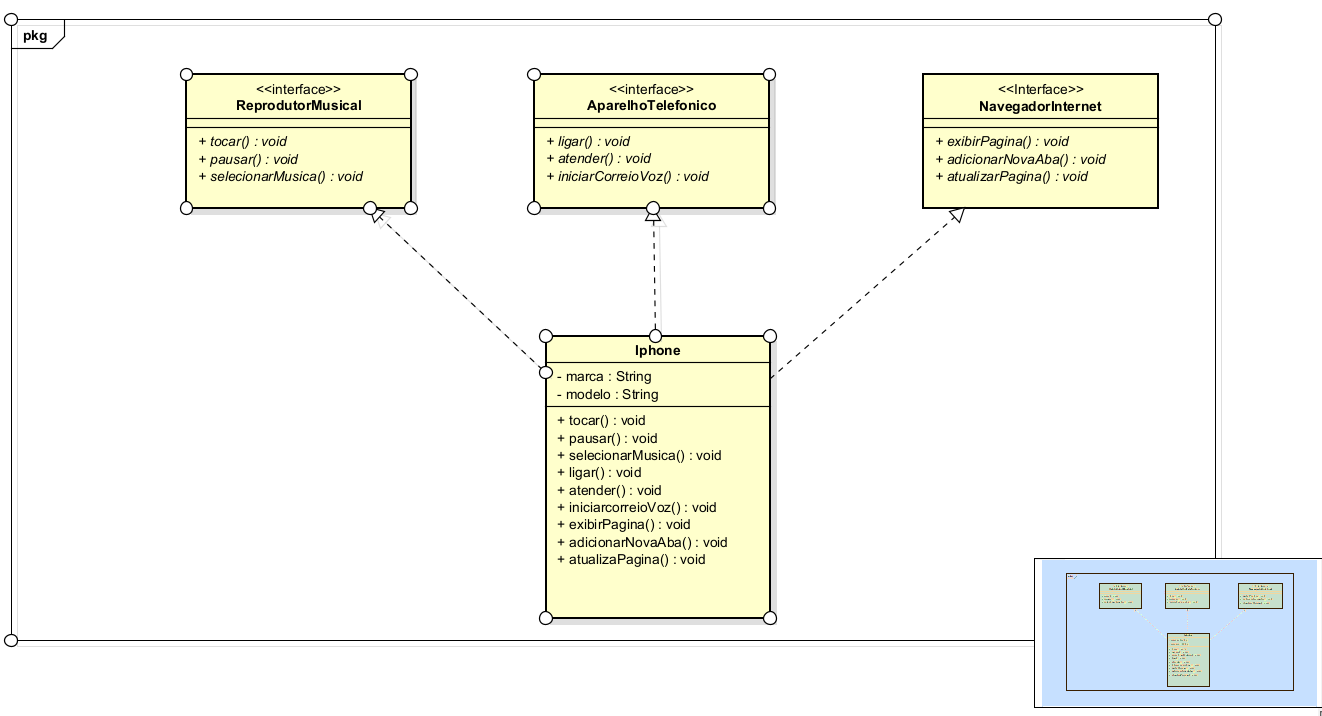 pkg
<<interface>>
ReprodutorMusical
+ tocar() : void
+ pausar() : void
+ selecionarMusica() : void
<<interface>>
AparelhoTelefonico
+ ligar() : void
+ atender() : void
+ iniciarCorreioVoz() : void
<<Interface>>
NavegadorInternet
+ exibirPagina() : void
+ adicionarNovaAba() : void
+ atualizarPagina() : void
Iphone
- marca : String
- modelo : String
+ tocar() : void
+ pausar() : void
+ selecionarMusica() : void
+ ligar() : void
+ atender() : void
+ iniciarcorreioVoz() : void
+ exibirPagina() : void
+ adicionarNovaAba() : void
+ atualizaPagina() : void